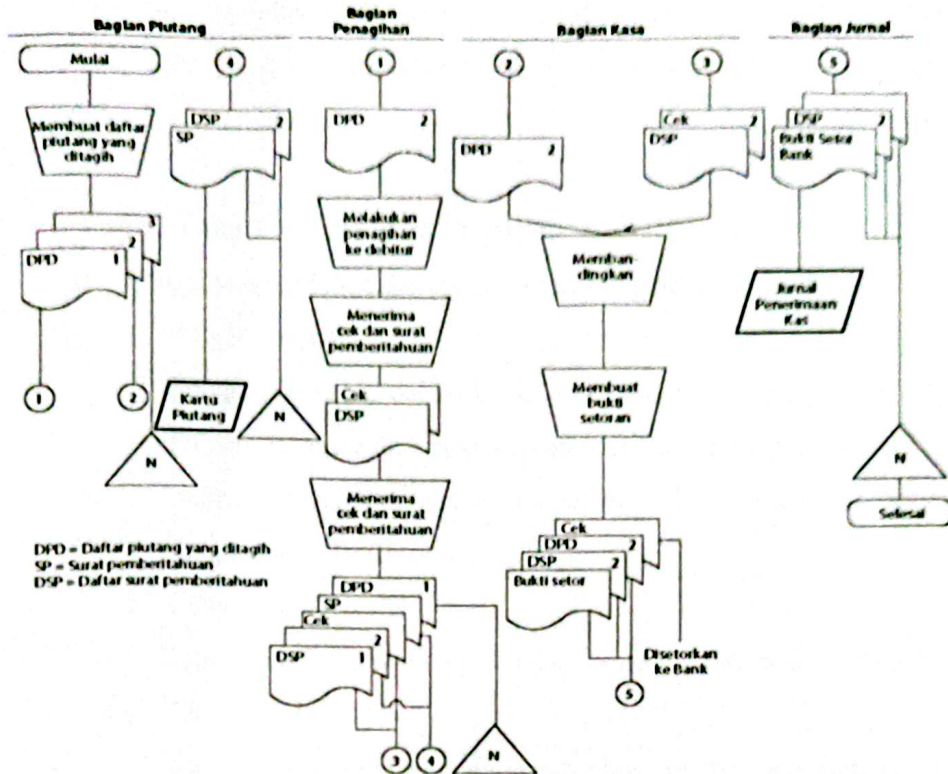 Bagian Piutang
Bagian
Penagihan
Bagian Kasa
Bagian Jurnal
Mulai
4
1
2
3
5
Membuat daftar
piutang yang
ditagih
DSP 2
SP
DPD 2
DPD 2
Cek 2
DSP
DSP 2
Bukti Setor
Bank
3
2
DPD 1
Melakukan
penagihan
ke debitur
Memban-
dingkan
Jurnal
Penerimaan
Kas
Menerima
cek dan surat
pemberitahuan
1
2
N
Kartu
Piutang
N
Cek
DSP
Membuat
bukti
setoran
N
Selesai
Menerima
cek dan surat
pemberitahuan
DPD = Daftar piutang yang ditagih
SP = Surat pemberitahuan
DSP = Daftar surat pemberitahuan
DPD 1
SP
Cek
2
DSP 1
Cek
DPD 2
DSP 2
Bukti setor
Disetorkan
ke Bank
5
3
4
N